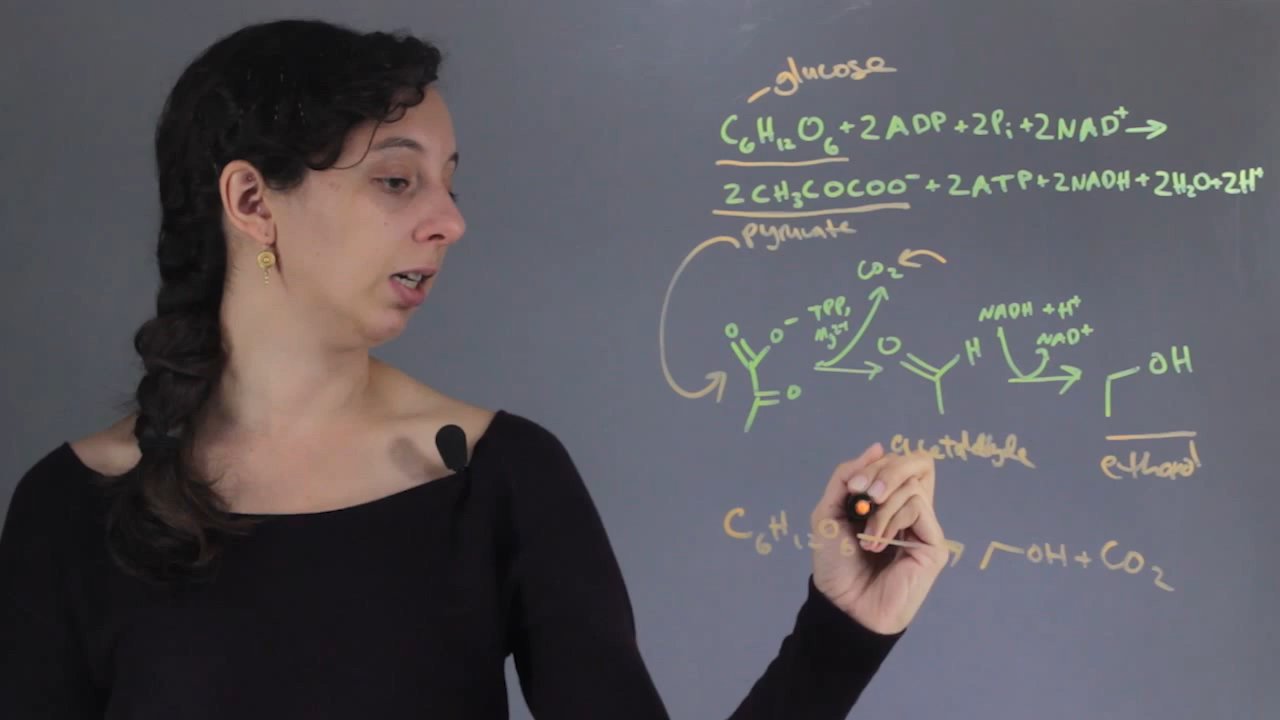 glucose
C₆H₁₂O₆ + 2ADP + 2Pᵢ + 2NAD⁺ →
2CH₃COCOO⁻ + 2ATP + 2NADH + 2H₂O + 2H⁺
pyruvate
CO₂
TPP,
Mg²⁺
NADH + H⁺
NAD⁺
O O⁻
O
O H
OH
acetaldehyde
ethanol
C₆H₁₂O₆ → OH + CO₂